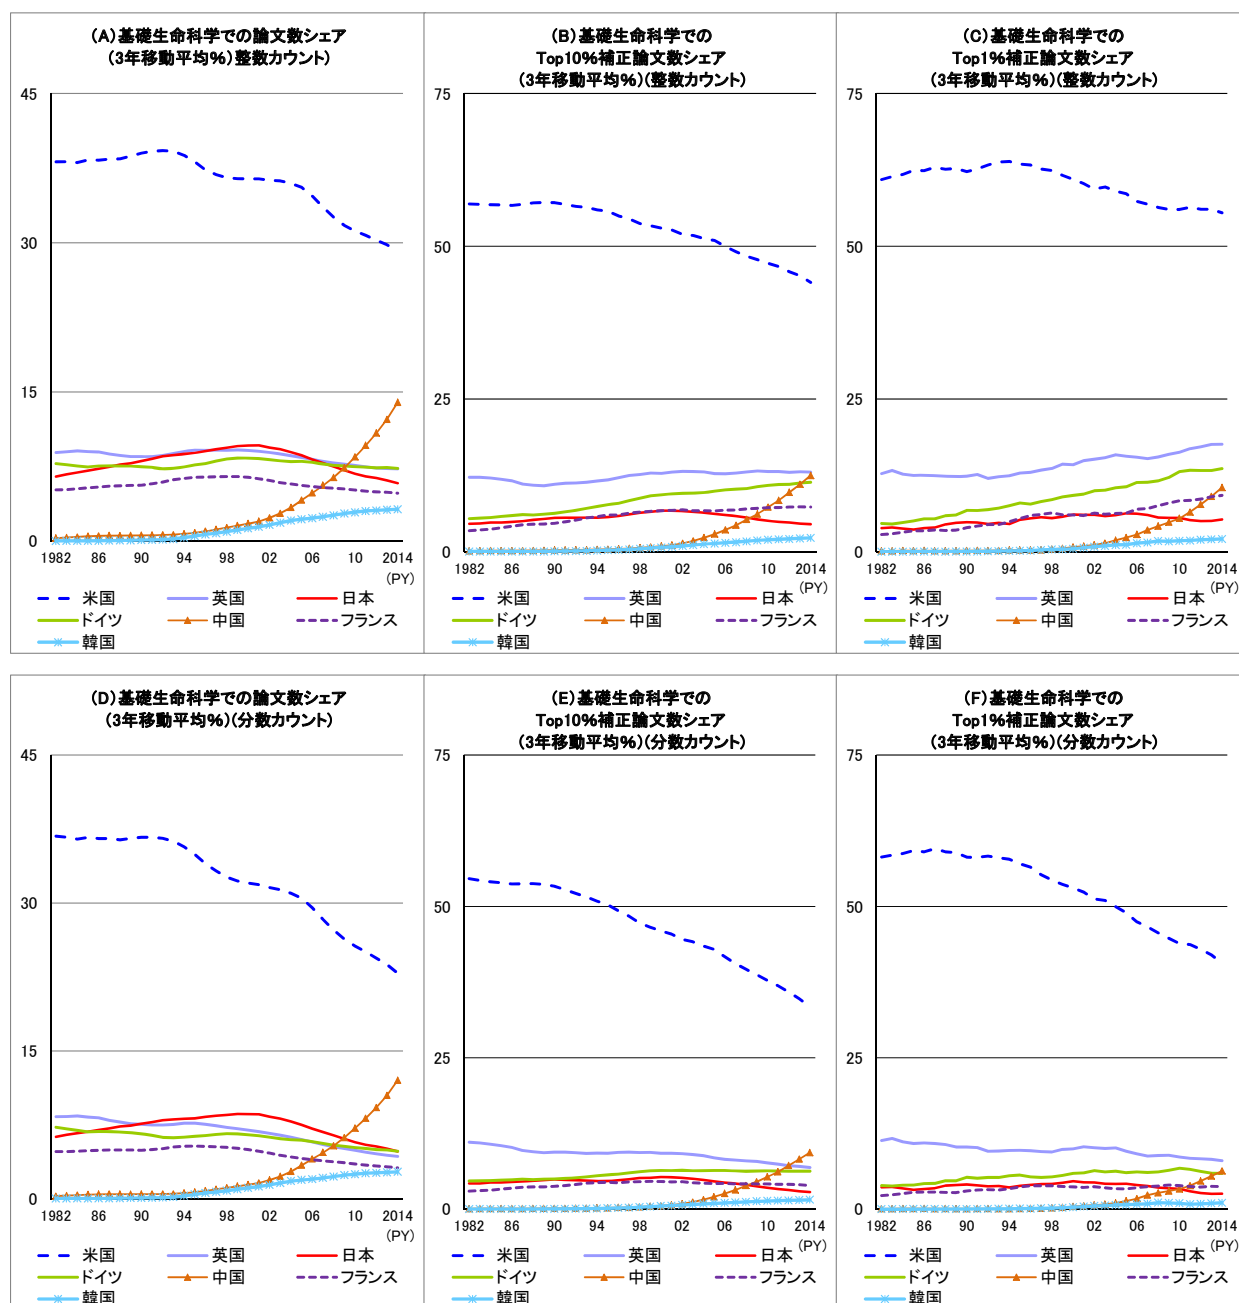 (A)基礎生命科学での論文数シェア
(3年移動平均%)整数カウント)
45
30
15
0
1982 86 90 94 98 02 06 10 2014
(PY)
米国 英国 日本
ドイツ 中国 フランス
韓国
(B)基礎生命科学での
Top10%補正論文数シェア
(3年移動平均%)(整数カウント)
75
50
25
0
1982 86 90 94 98 02 06 10 2014
(PY)
米国 英国 日本
ドイツ 中国 フランス
韓国
(C)基礎生命科学での
Top1%補正論文数シェア
(3年移動平均%)(整数カウント)
75
50
25
0
1982 86 90 94 98 02 06 10 2014
(PY)
米国 英国 日本
ドイツ 中国 フランス
韓国
(D)基礎生命科学での論文数シェア
(3年移動平均%)(分数カウント)
45
30
15
0
1982 86 90 94 98 02 06 10 2014
(PY)
米国 英国 日本
ドイツ 中国 フランス
韓国
(E)基礎生命科学での
Top10%補正論文数シェア
(3年移動平均%)(分数カウント)
75
50
25
0
1982 86 90 94 98 02 06 10 2014
(PY)
米国 英国 日本
ドイツ 中国 フランス
韓国
(F)基礎生命科学での
Top1%補正論文数シェア
(3年移動平均%)(分数カウント)
75
50
25
0
1982 86 90 94 98 02 06 10 2014
(PY)
米国 英国 日本
ドイツ 中国 フランス
韓国